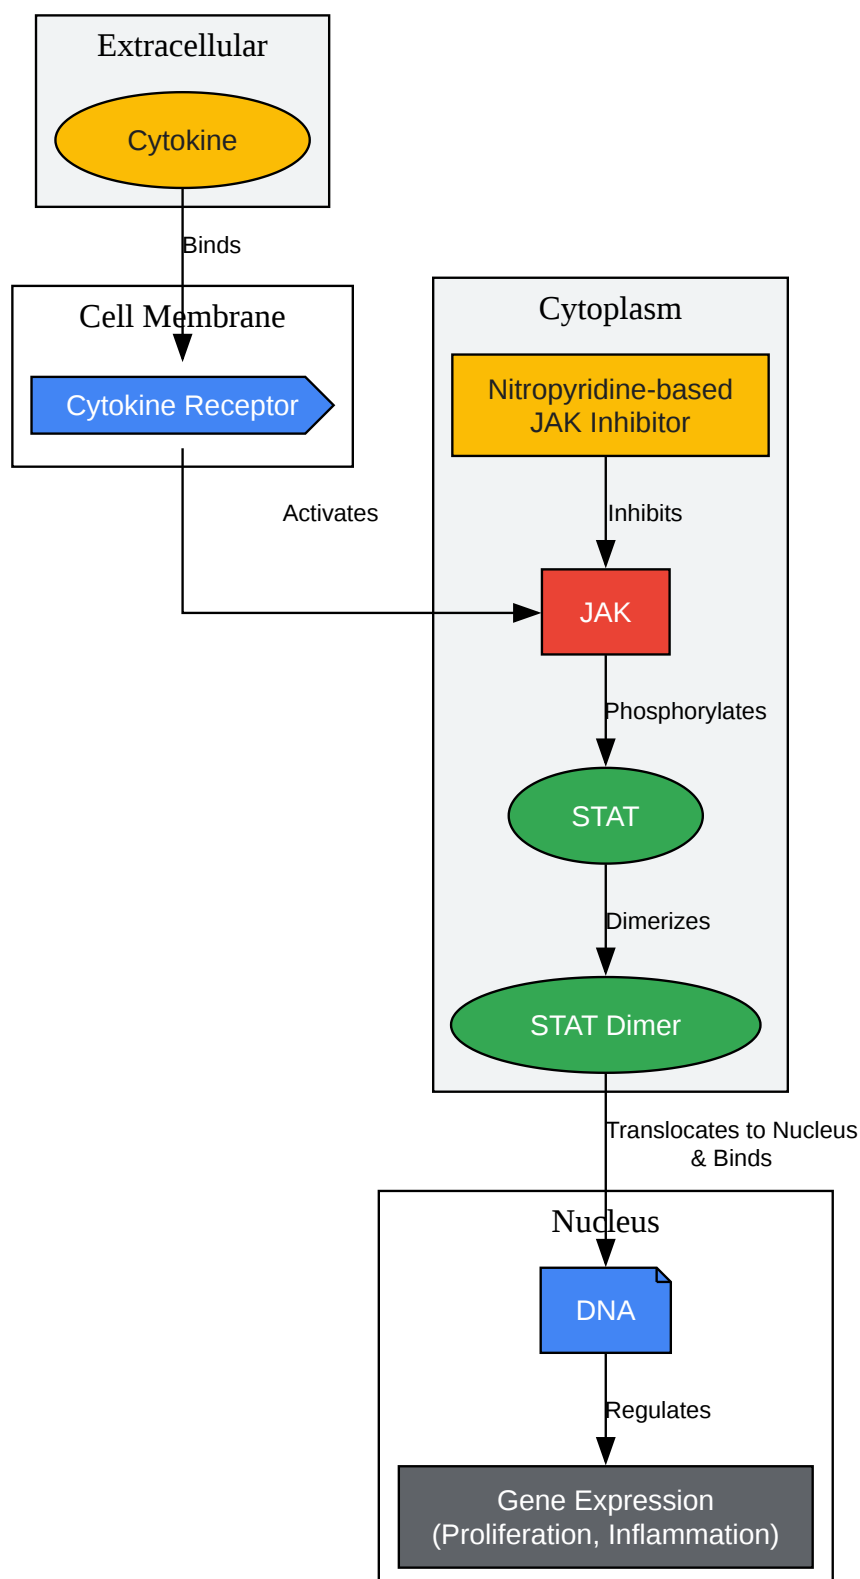 Extracellular
Cytokine
Binds
Cell Membrane
Cytokine Receptor
Activates
Cytoplasm
Nitropyridine-based
JAK Inhibitor
Inhibits
JAK
Phosphorylates
STAT
Dimerizes
STAT Dimer
Translocates to Nucleus
& Binds
Nucleus
DNA
Regulates
Gene Expression
(Proliferation, Inflammation)